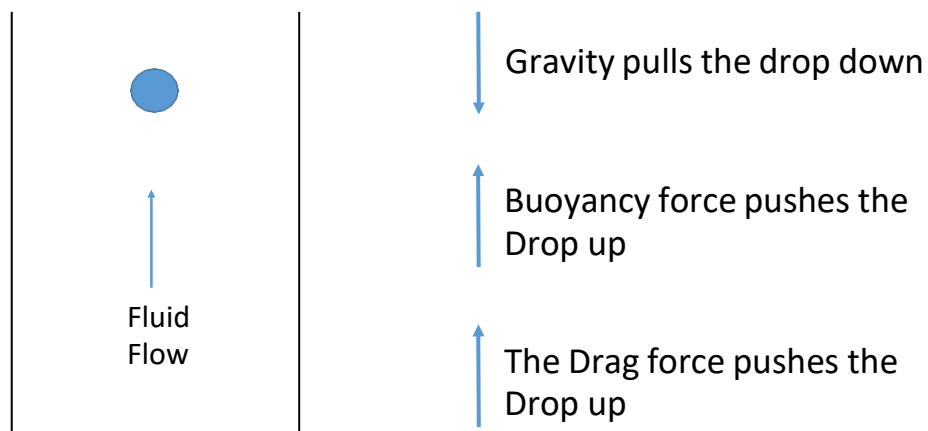 Gravity pulls the drop down
Buoyancy force pushes the
Drop up
Fluid
Flow
The Drag force pushes the
Drop up